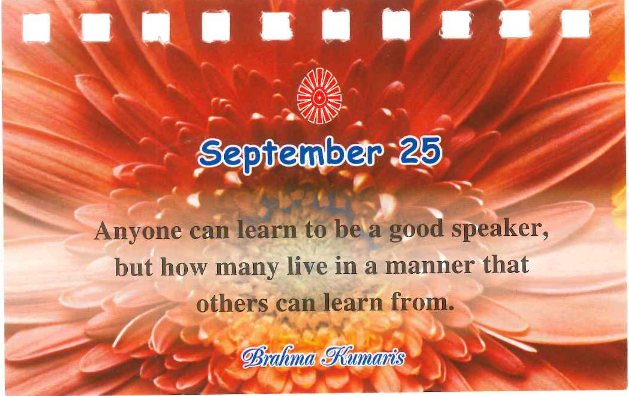 September 25
Anyone can learn to be a good speaker,
but how many live in a manner that
others can learn from.
Brahma Kumaris